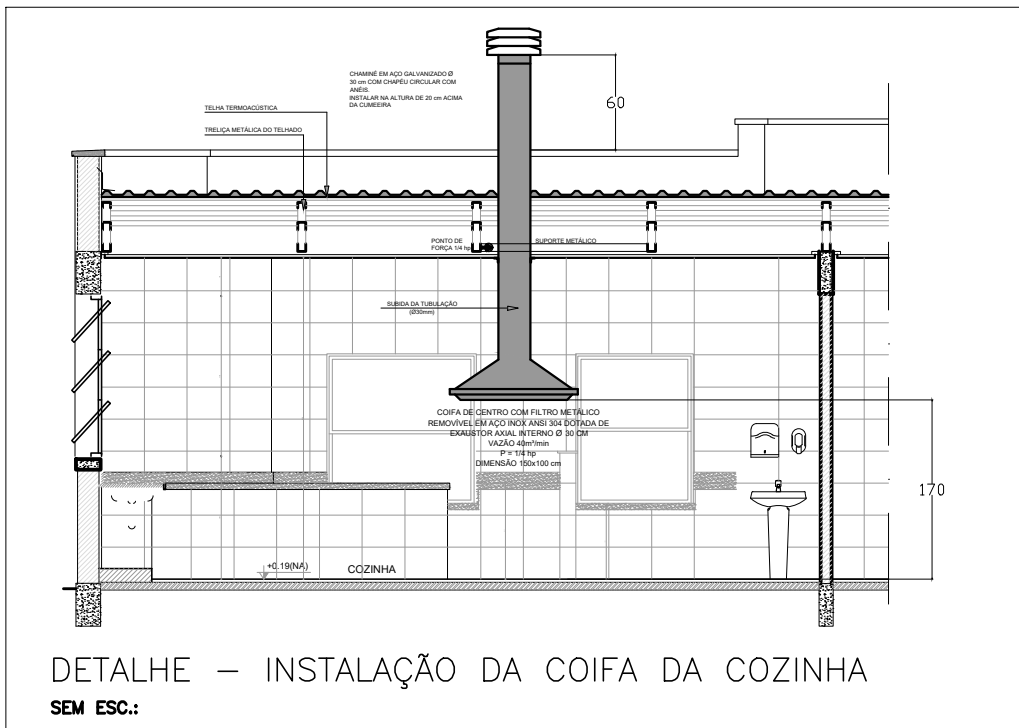 CHAMINÉ EM AÇO GALVANIZADO Ø
30 cm COM CHAPÉU CIRCULAR COM
ANÉIS.
INSTALAR NA ALTURA DE 20 cm ACIMA
DA CUMEEIRA
60
TELHA TERMOACÚSTICA
TRELIÇA METÁLICA DO TELHADO
PONTO DE
FORÇA 1/4 hp
SUPORTE METÁLICO
SUBIDA DA TUBULAÇÃO
(Ø30mm)
COIFA DE CENTRO COM FILTRO METÁLICO
REMOVÍVEL EM AÇO INOX ANSI 304 DOTADA DE
EXAUSTOR AXIAL INTERNO Ø 30 CM
VAZÃO 40m³/min
P = 1/4 hp
DIMENSÃO 150x100 cm
170
+0.19(NA)
COZINHA
DETALHE – INSTALAÇÃO DA COIFA DA COZINHA
SEM ESC.: